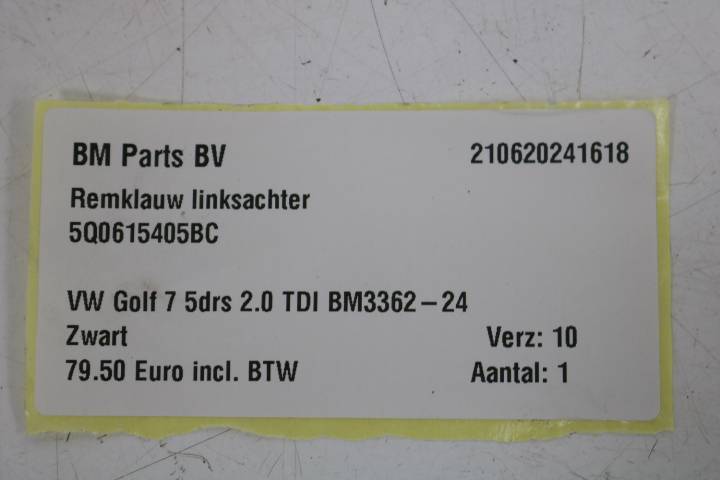 BM Parts BV 210620241618
Remklauw linksachter
5Q0615405BC
VW Golf 7 5drs 2.0 TDI BM3362-24
Zwart Verz: 10
79.50 Euro incl. BTW Aantal: 1